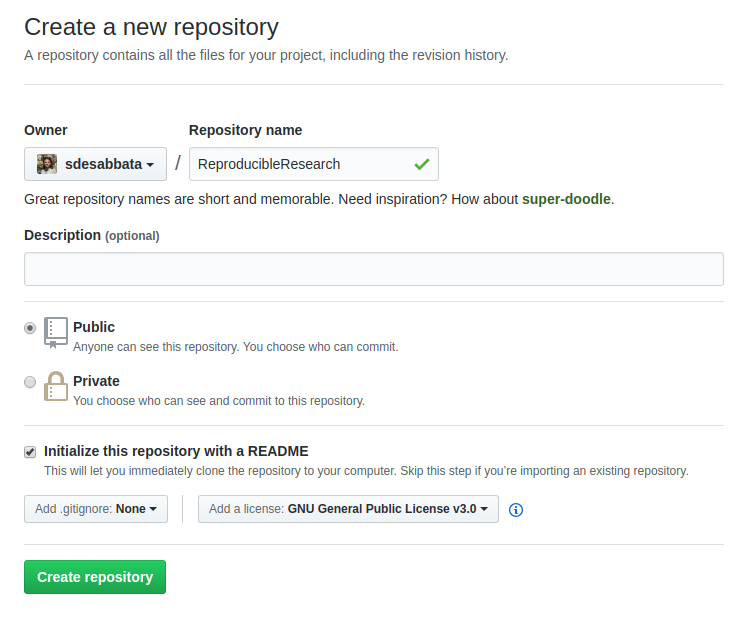 Create a new repository
A repository contains all the files for your project, including the revision history.
Owner
Repository name
sdesabbata / ReproducibleResearch
Great repository names are short and memorable. Need inspiration? How about super-doodle.
Description (optional)
Public
Anyone can see this repository. You choose who can commit.
Private
You choose who can see and commit to this repository.
Initialize this repository with a README
This will let you immediately clone the repository to your computer. Skip this step if you’re importing an existing repository.
Add .gitignore: None
Add a license: GNU General Public License v3.0
Create repository